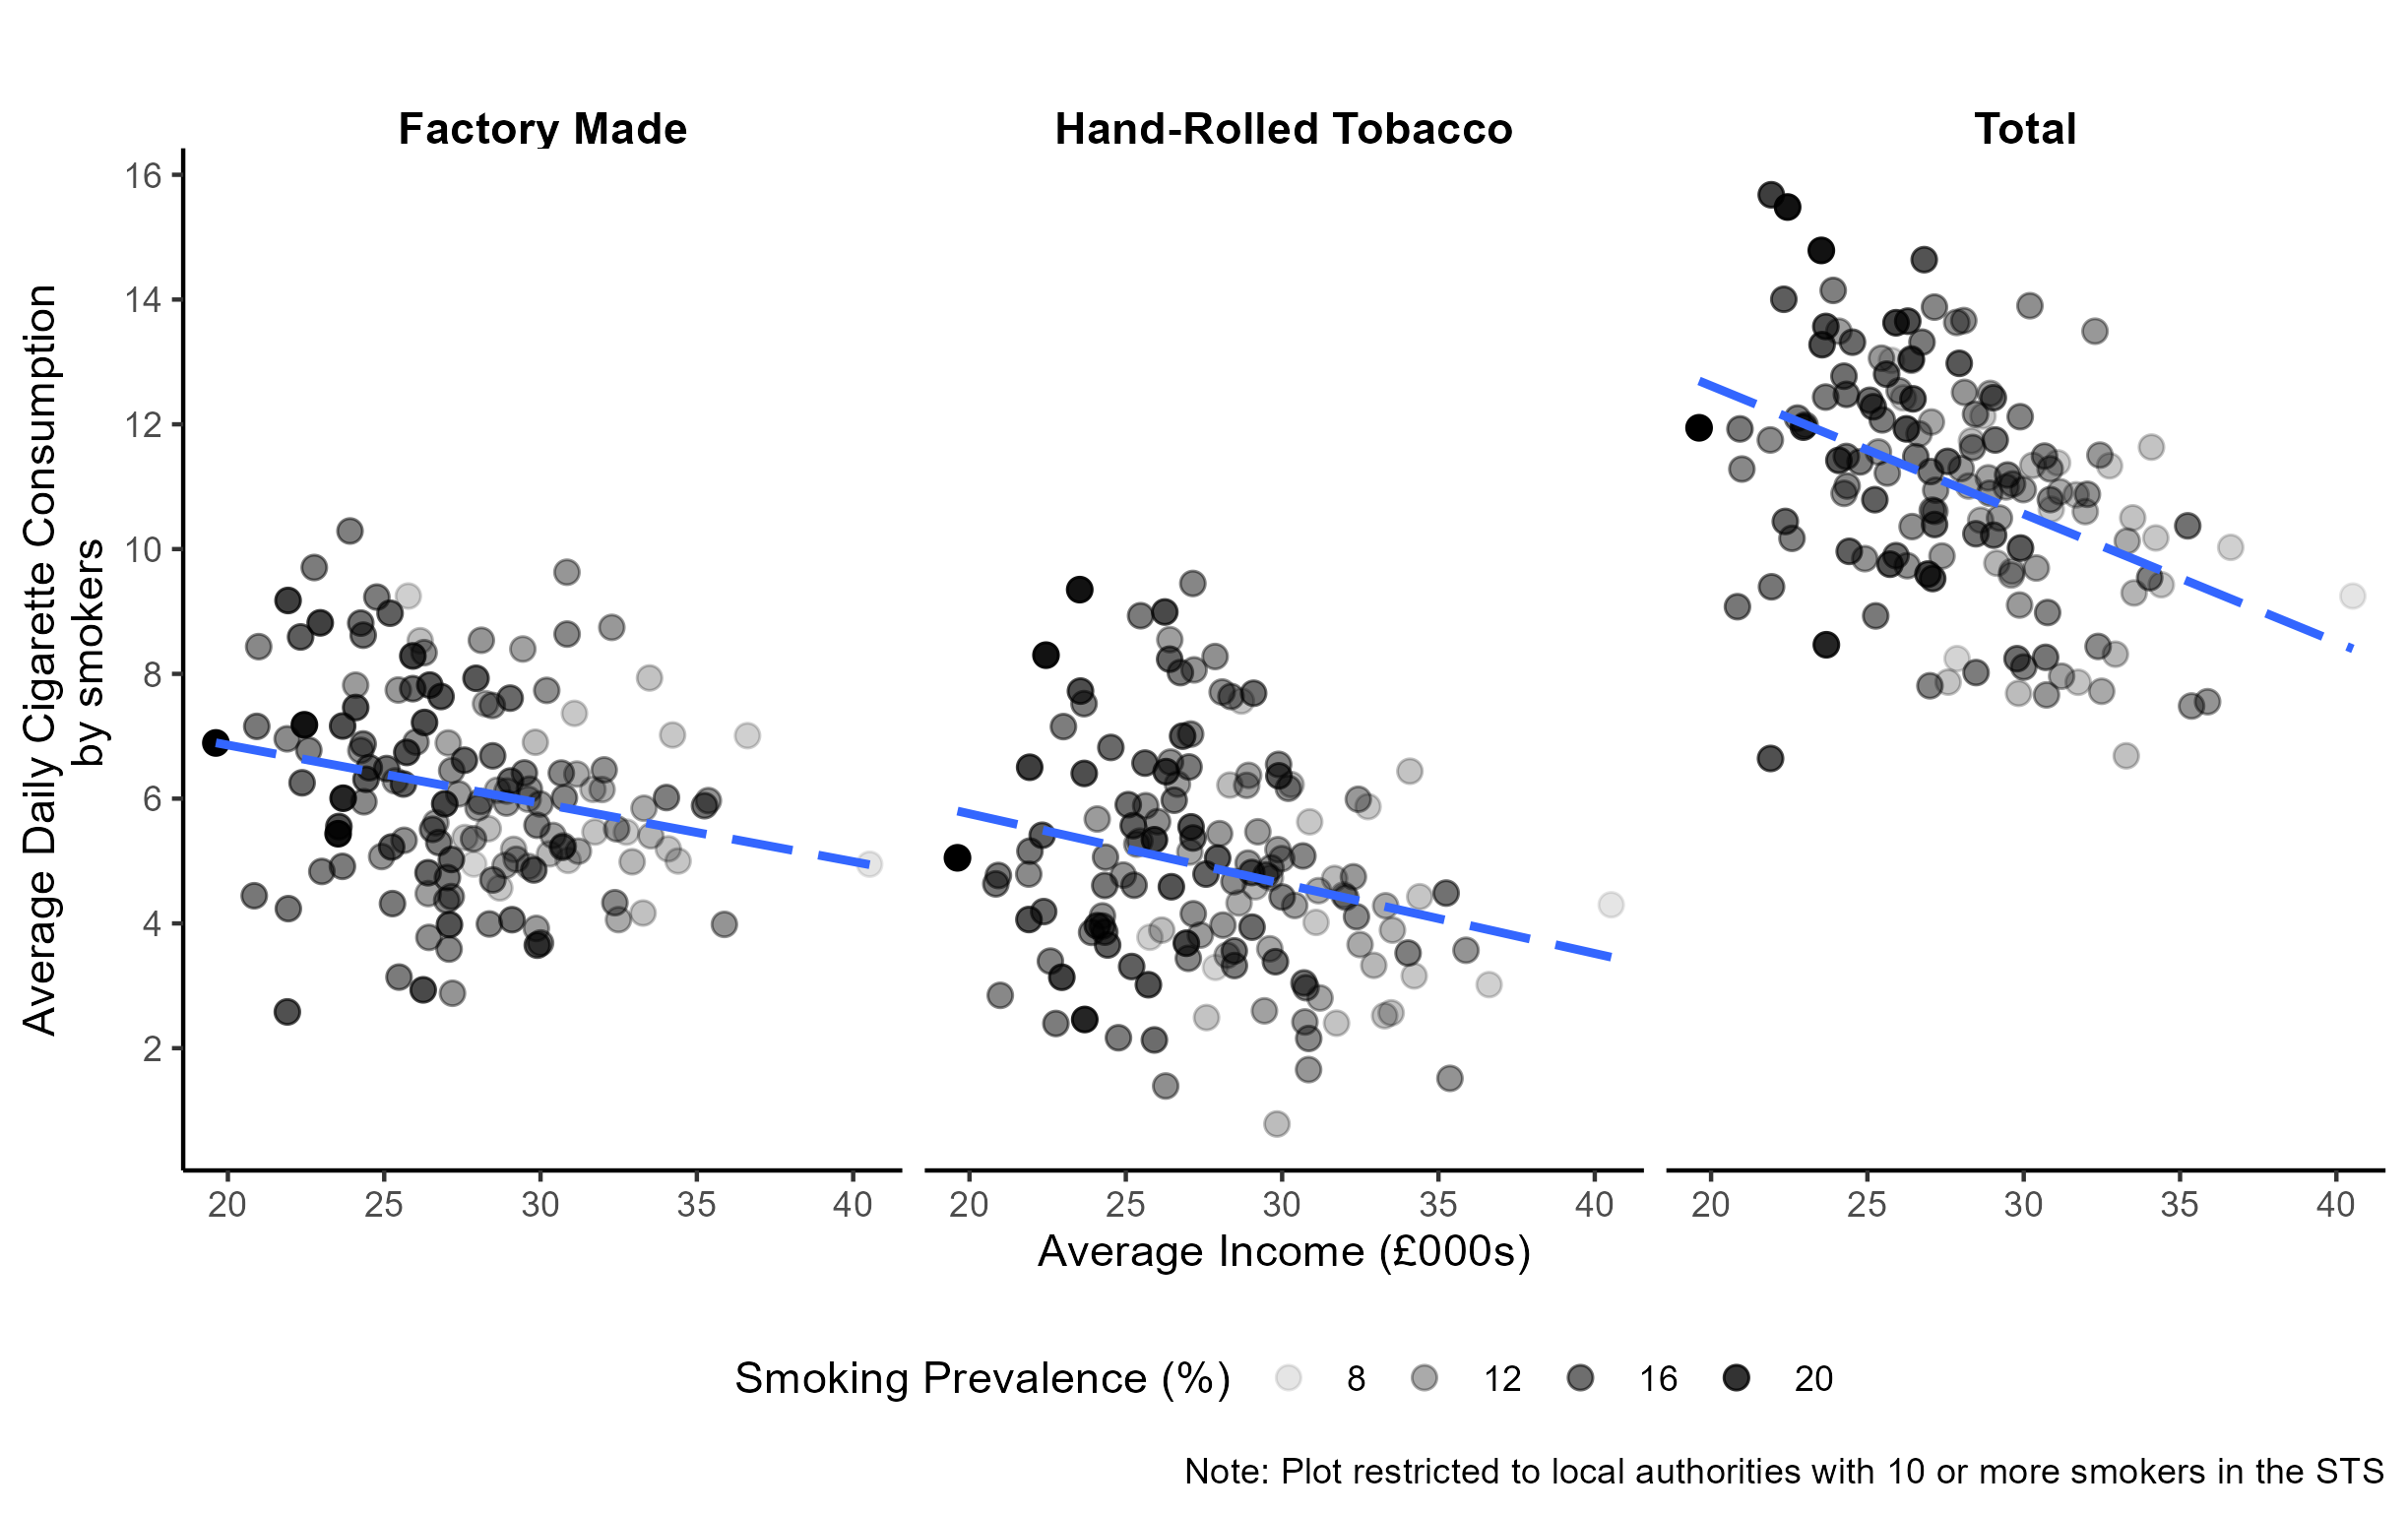 Factory Made
Hand-Rolled Tobacco
Total
Average Daily Cigarette Consumption
by smokers
16
14
12
10
8
6
4
2
20 25 30 35 40
20 25 30 35 40
20 25 30 35 40
Average Income (£000s)
Smoking Prevalence (%) 8 12 16 20
Note: Plot restricted to local authorities with 10 or more smokers in the STS